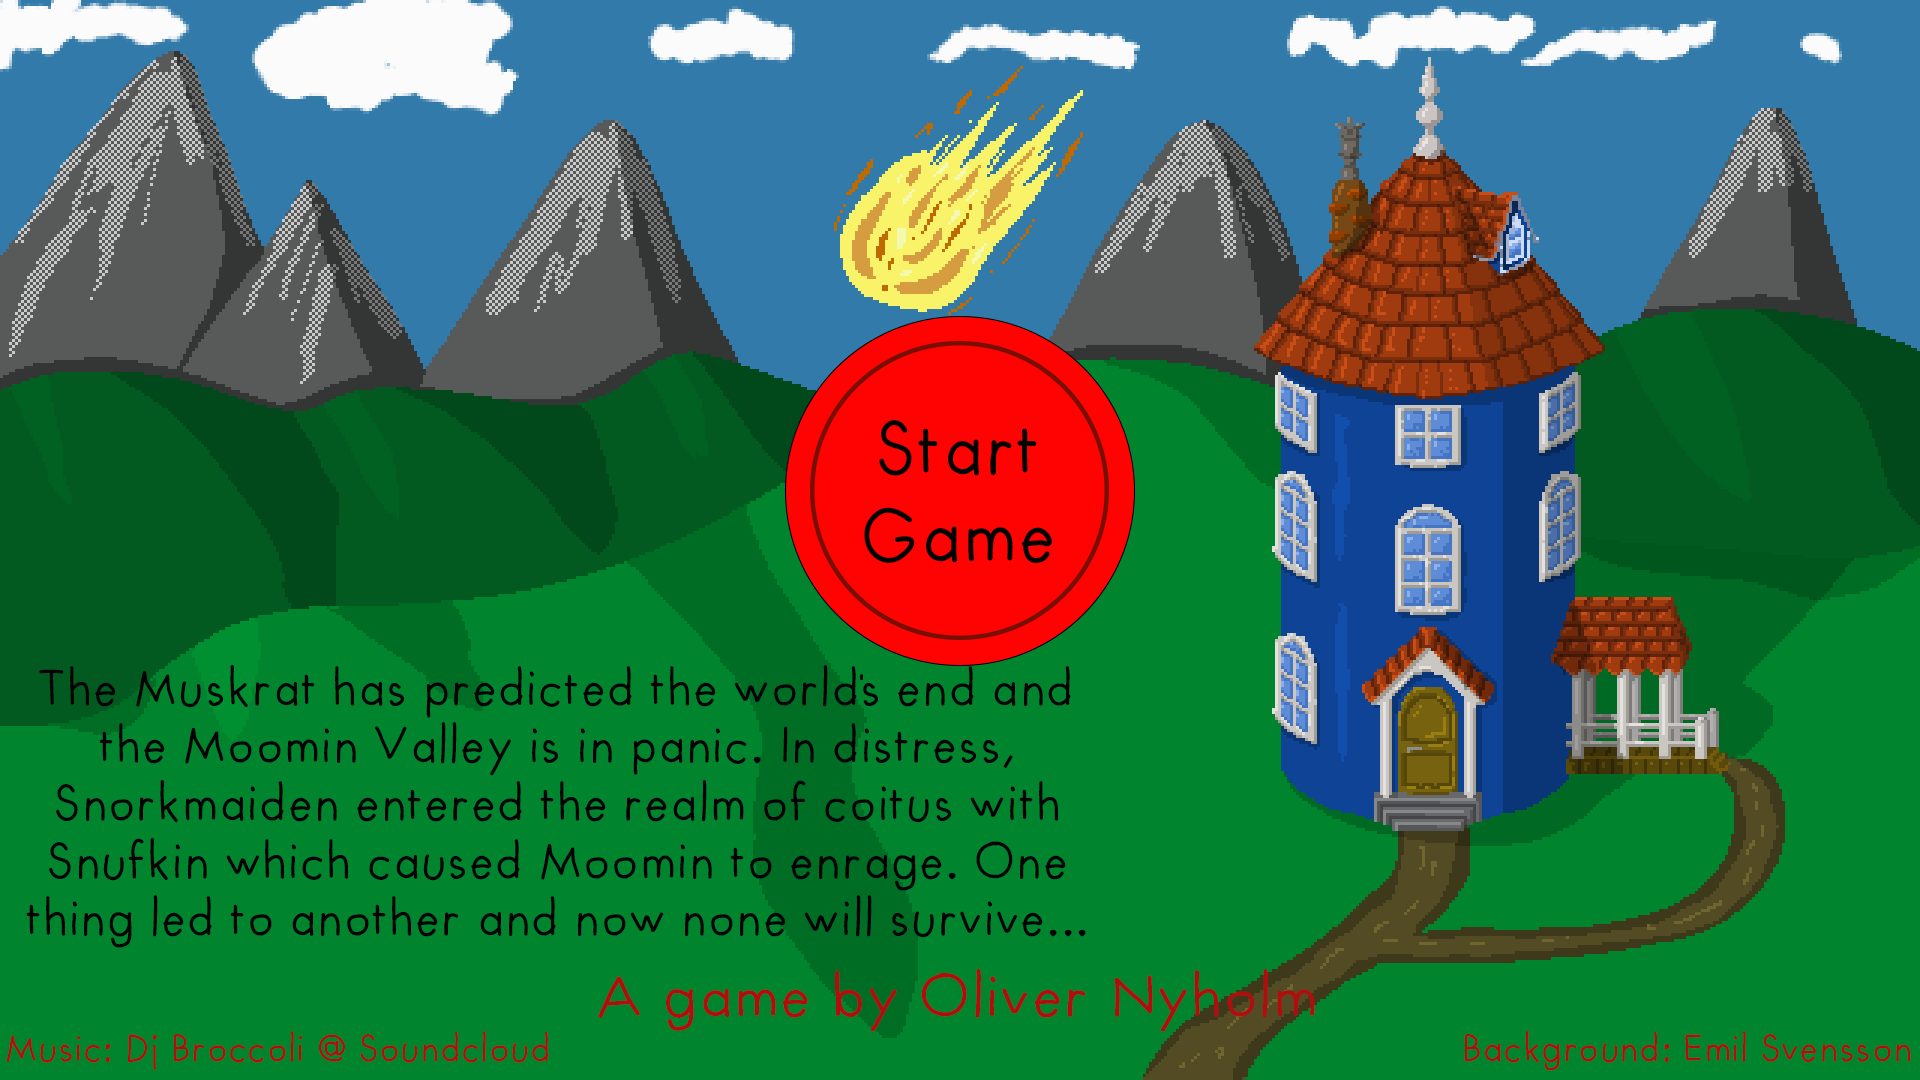 Start
Game
The Muskrat has predicted the world's end and
the Moomin Valley is in panic. In distress,
Snorkmaiden entered the realm of coitus with
Snufkin which caused Moomin to enrage. One
thing led to another and now none will survive...
A game by Oliver Nyholm
Music: Dj Broccoli @ Soundcloud
Background: Emil Svensson